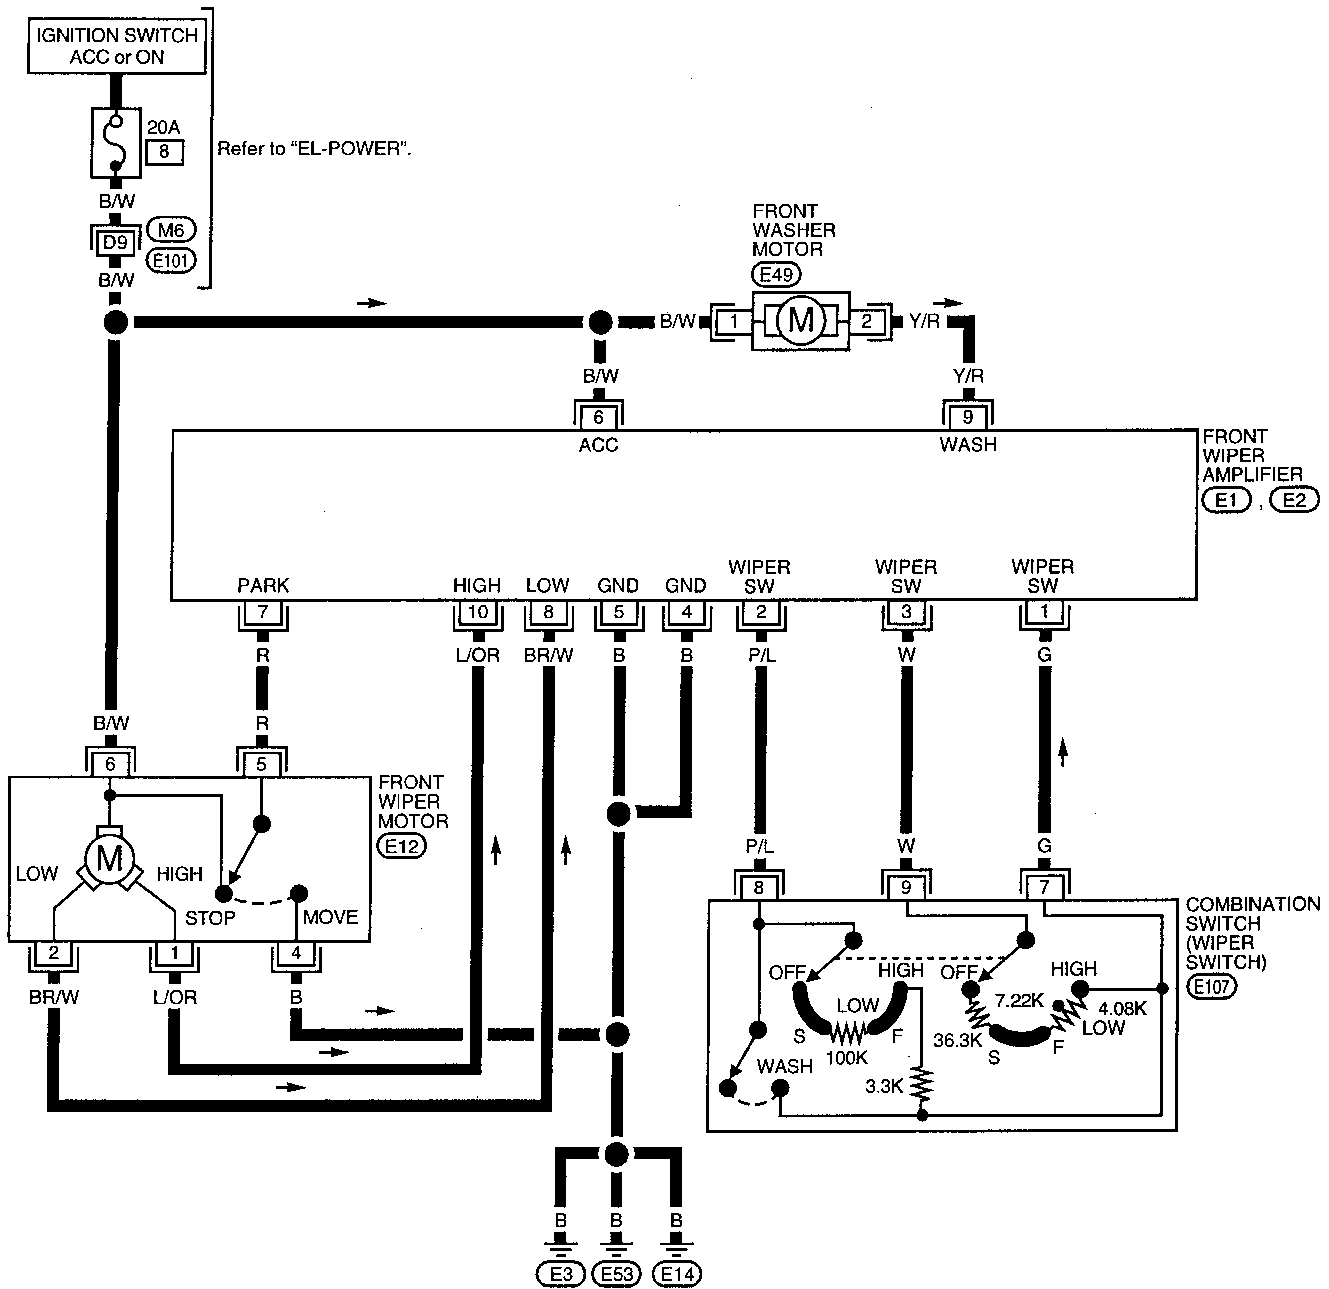 IGNITION SWITCH
ACC or ON
20A
8
Refer to "EL-POWER".
B/W
D9
M6
E101
B/W
FRONT
WASHER
MOTOR
E49
B/W
1
M
2
Y/R
B/W
Y/R
6
9
ACC
WASH
FRONT
WIPER
AMPLIFIER
E1 , E2
PARK
HIGH
LOW
GND
GND
WIPER
SW
WIPER
SW
WIPER
SW
7
10
8
5
4
2
3
1
R
L/OR
BR/W
B
B
P/L
W
G
B/W
R
6
5
FRONT
WIPER
MOTOR
E12
M
LOW
HIGH
STOP
MOVE
2
1
4
BR/W
L/OR
B
P/L
W
G
8
9
7
COMBINATION
SWITCH
(WIPER
SWITCH)
E107
OFF
HIGH
LOW
S
F
100K
WASH
3.3K
OFF
HIGH
7.22K
4.08K
LOW
36.3K
S
F
B
B
B
E3
E53
E14